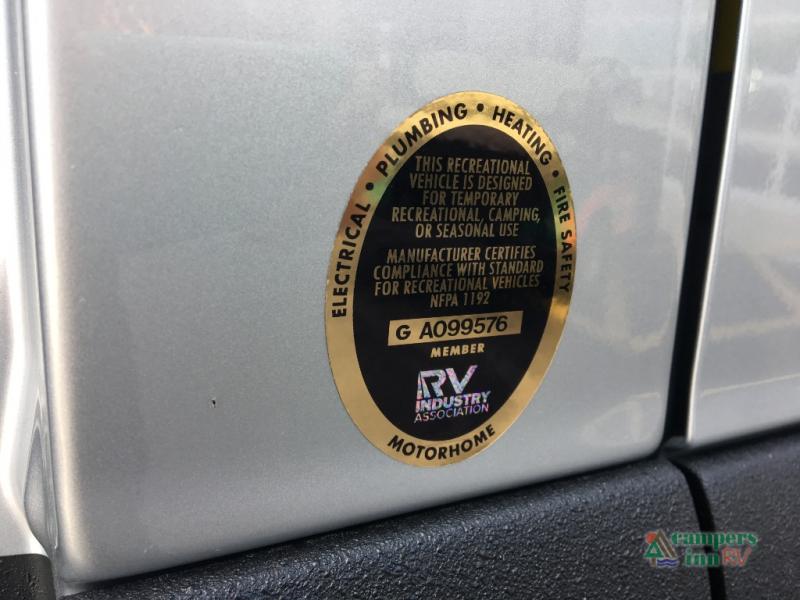 ELECTRICAL • PLUMBING • HEATING • FIRE SAFETY
THIS RECREATIONAL
VEHICLE IS DESIGNED
FOR TEMPORARY
RECREATIONAL, CAMPING,
OR SEASONAL USE
MANUFACTURER CERTIFIES
COMPLIANCE WITH STANDARD
FOR RECREATIONAL VEHICLES
NFPA 1192
G A099576
MEMBER
RV
INDUSTRY
ASSOCIATION
MOTORHOME
campers
inn RV